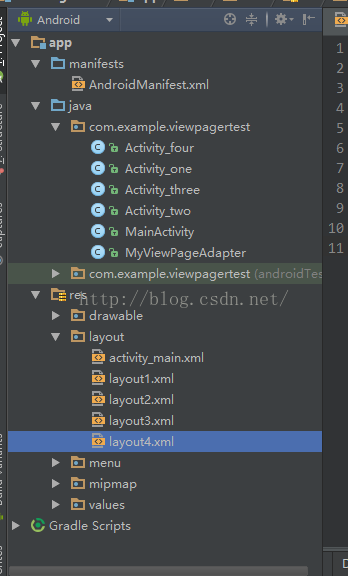 Android
app
manifests
AndroidManifest.xml
java
com.example.viewpagertest
Activity_four
Activity_one
Activity_three
Activity_two
MainActivity
MyViewPageAdapter
com.example.viewpagertest (androidTes
res
http://blog.csdn.net/
drawable
layout
activity_main.xml
layout1.xml
layout2.xml
layout3.xml
layout4.xml
menu
mipmap
values
Gradle Scripts
1
2
3
4
5
6
7
8
9
10
11